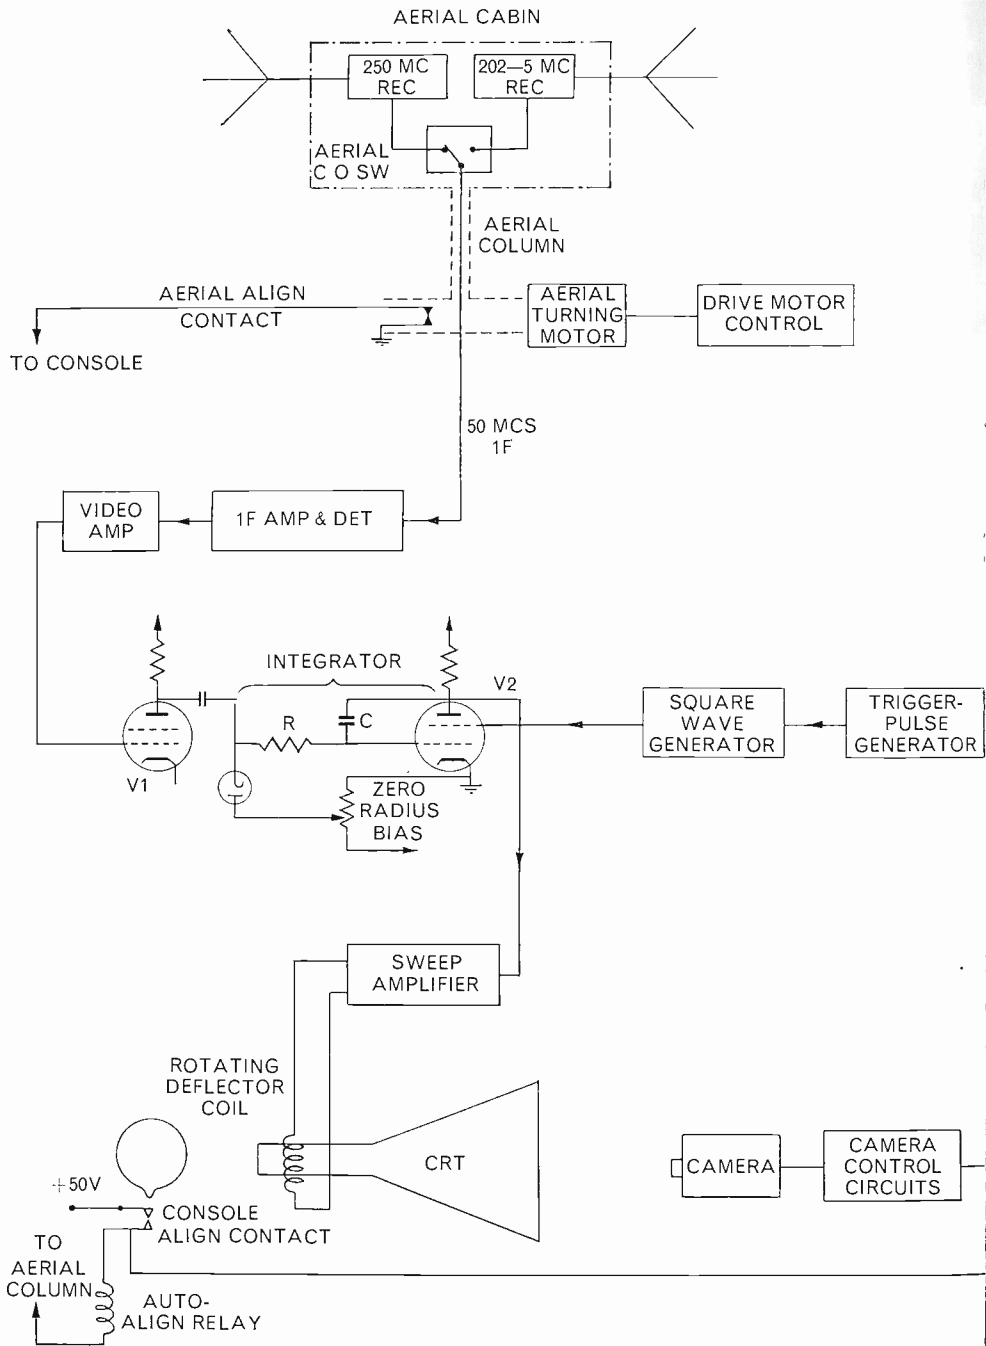 AERIAL CABIN
250 MC
REC
202—5 MC
REC
AERIAL
C O SW
AERIAL
COLUMN
AERIAL ALIGN
CONTACT
TO CONSOLE
AERIAL
TURNING
MOTOR
DRIVE MOTOR
CONTROL
50 MCS
1F
VIDEO
AMP
1F AMP & DET
INTEGRATOR
V2
R
C
V1
ZERO
RADIUS
BIAS
SQUARE
WAVE
GENERATOR
TRIGGER-
PULSE
GENERATOR
SWEEP
AMPLIFIER
ROTATING
DEFLECTOR
COIL
CRT
CAMERA
CAMERA
CONTROL
CIRCUITS
+50V
CONSOLE
ALIGN CONTACT
TO
AERIAL
COLUMN
AUTO-
ALIGN RELAY